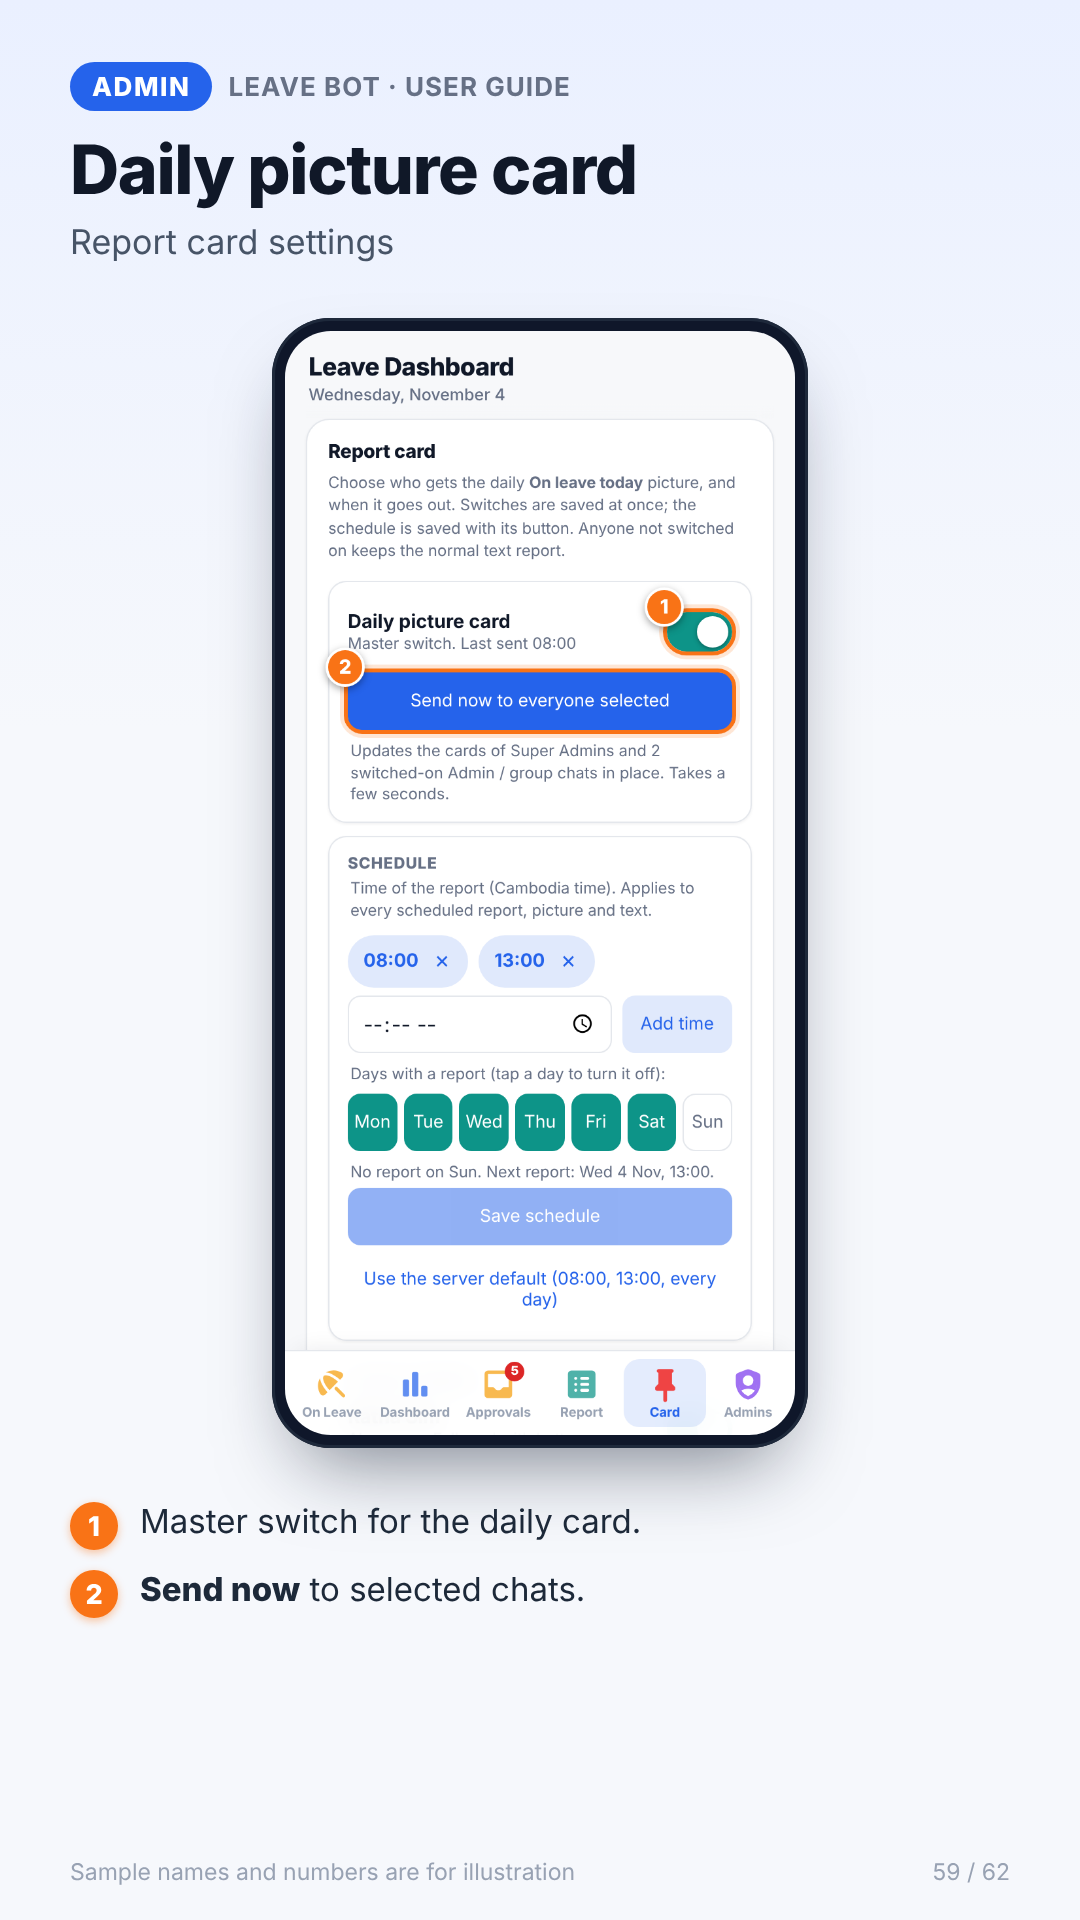 ADMIN LEAVE BOT · USER GUIDE
Daily picture card
Report card settings
Leave Dashboard
Wednesday, November 4
Report card
Choose who gets the daily On leave today picture, and
when it goes out. Switches are saved at once; the
schedule is saved with its button. Anyone not switched
on keeps the normal text report.
1
Daily picture card
Master switch. Last sent 08:00
2
Send now to everyone selected
Updates the cards of Super Admins and 2
switched-on Admin / group chats in place. Takes a
few seconds.
SCHEDULE
Time of the report (Cambodia time). Applies to
every scheduled report, picture and text.
08:00 × 13:00 ×
--:-- -- Add time
Days with a report (tap a day to turn it off):
Mon Tue Wed Thu Fri Sat Sun
No report on Sun. Next report: Wed 4 Nov, 13:00.
Save schedule
Use the server default (08:00, 13:00, every
day)
5
On Leave Dashboard Approvals Report Card Admins
1 Master switch for the daily card.
2 Send now to selected chats.
Sample names and numbers are for illustration 59 / 62